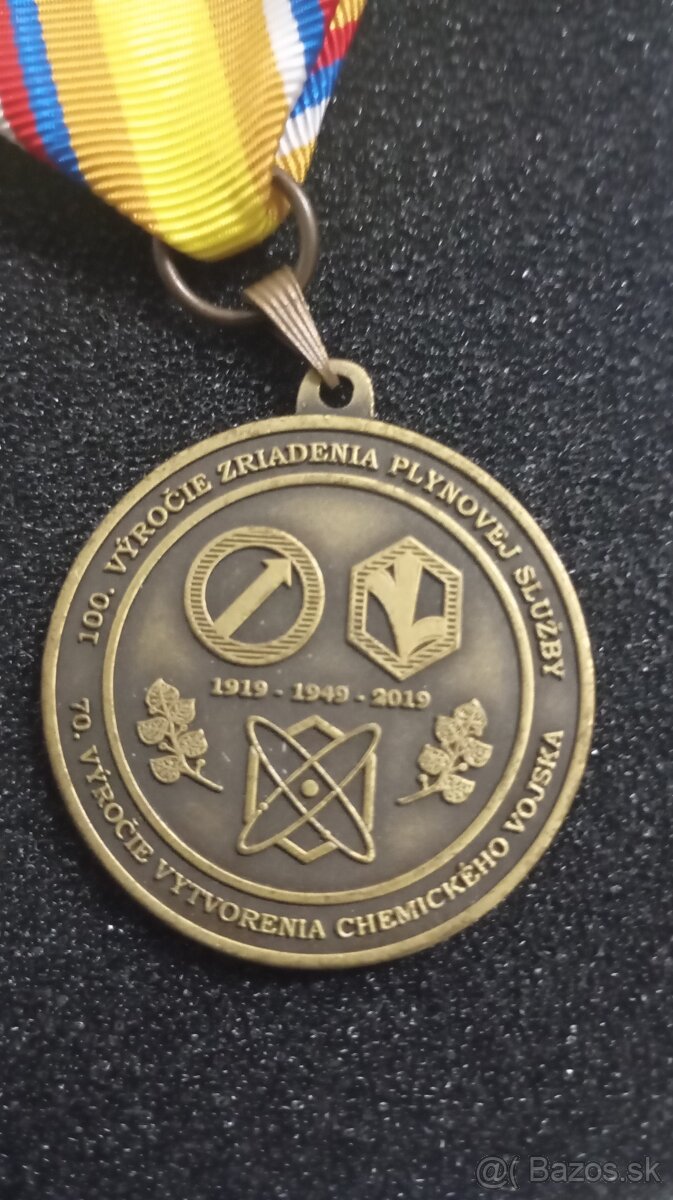 100. VÝROČIE ZRIADENIA PLYNOVEJ SLUŽBY
1919 - 1949 - 2019
70. VÝROČIE VYTVORENIA CHEMICKÉHO VOJSKA
@( Bazos.sk